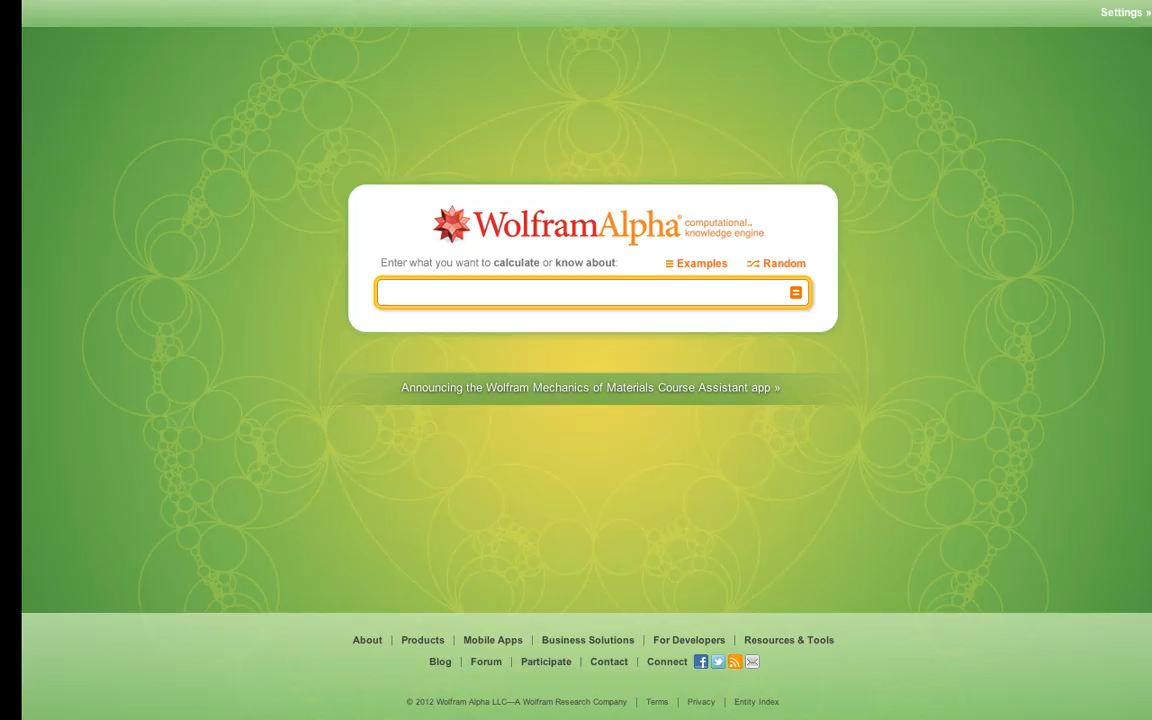 Settings »
WolframAlpha® computational™ knowledge engine
Enter what you want to calculate or know about: Examples Random
Announcing the Wolfram Mechanics of Materials Course Assistant app »
About | Products | Mobile Apps | Business Solutions | For Developers | Resources & Tools
Blog | Forum | Participate | Contact | Connect
© 2012 Wolfram Alpha LLC—A Wolfram Research Company | Terms | Privacy | Entity Index